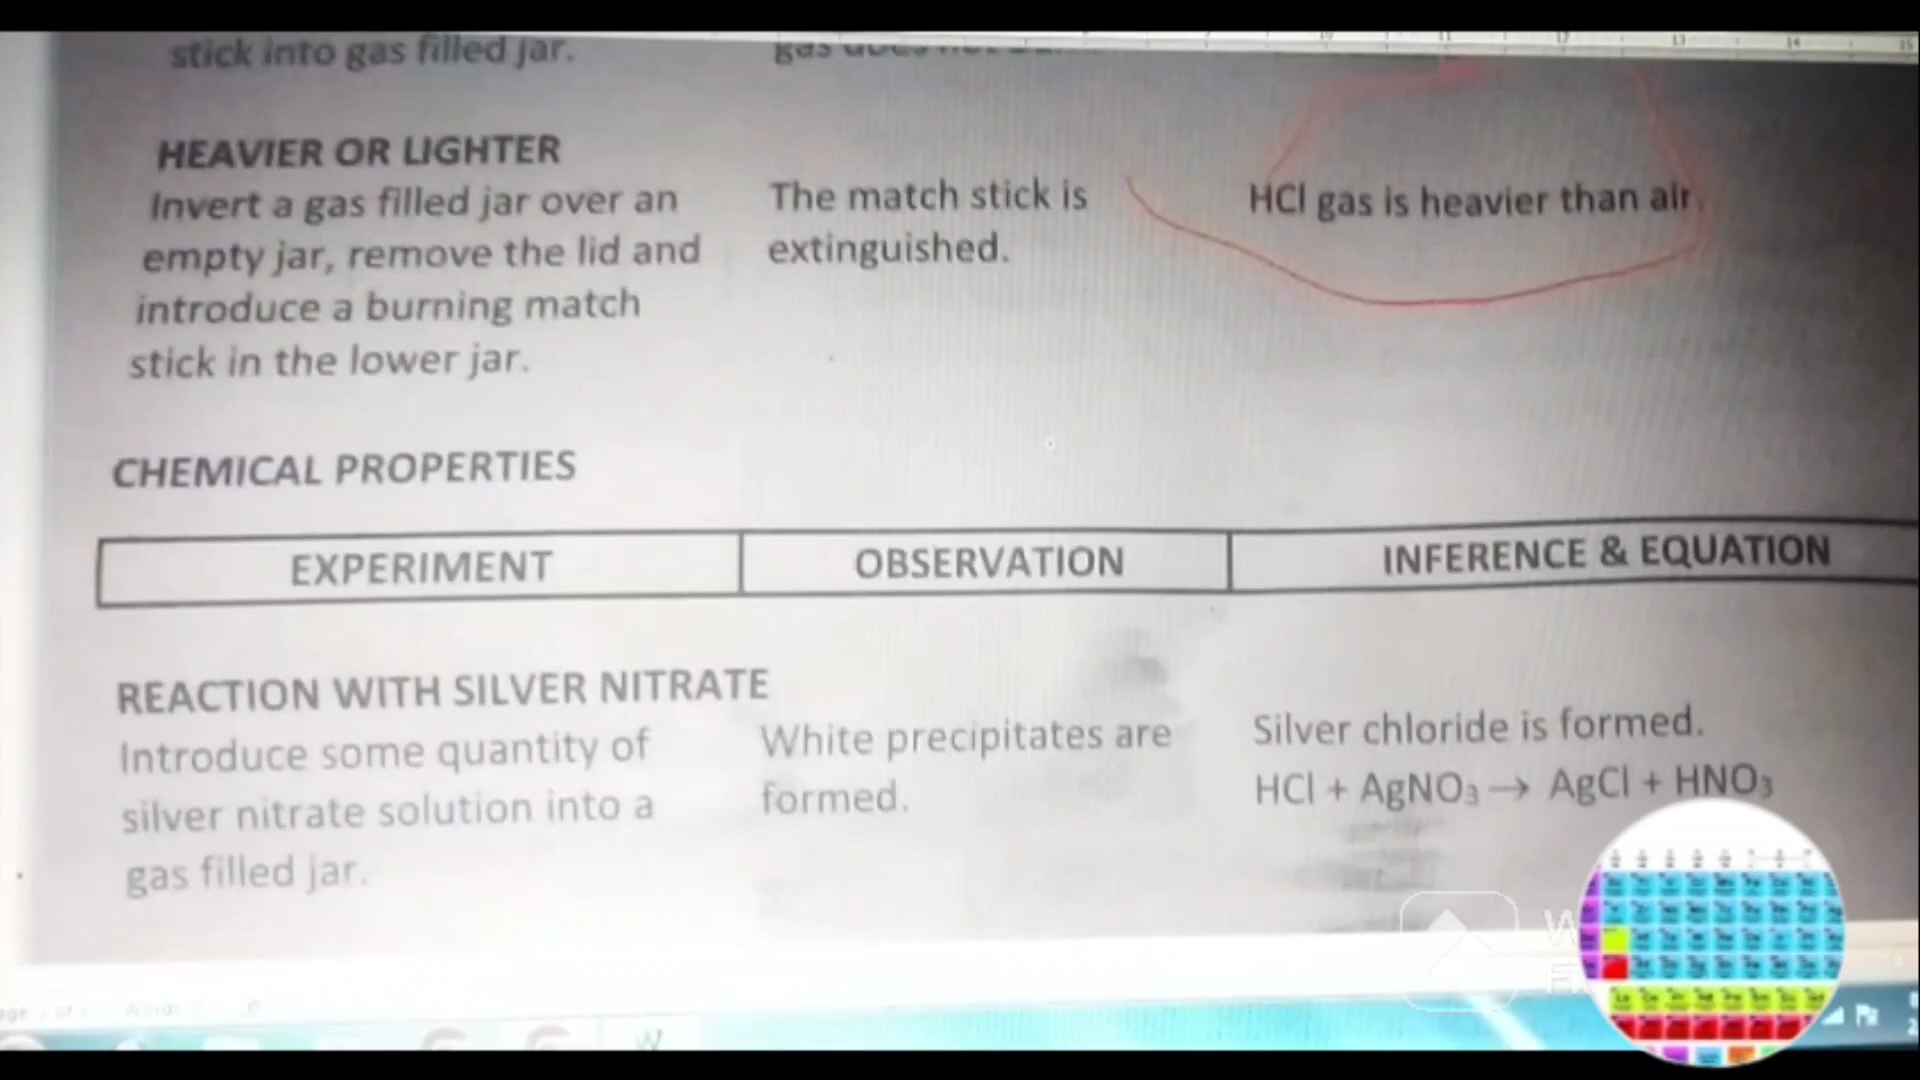 stick into gas filled jar.
HEAVIER OR LIGHTER
Invert a gas filled jar over an
empty jar, remove the lid and
introduce a burning match
stick in the lower jar.
The match stick is
extinguished.
HCl gas is heavier than air.
CHEMICAL PROPERTIES
EXPERIMENT
OBSERVATION
INFERENCE & EQUATION
REACTION WITH SILVER NITRATE
Introduce some quantity of
silver nitrate solution into a
gas filled jar.
White precipitates are
formed.
Silver chloride is formed.
HCl + AgNO₃ → AgCl + HNO₃